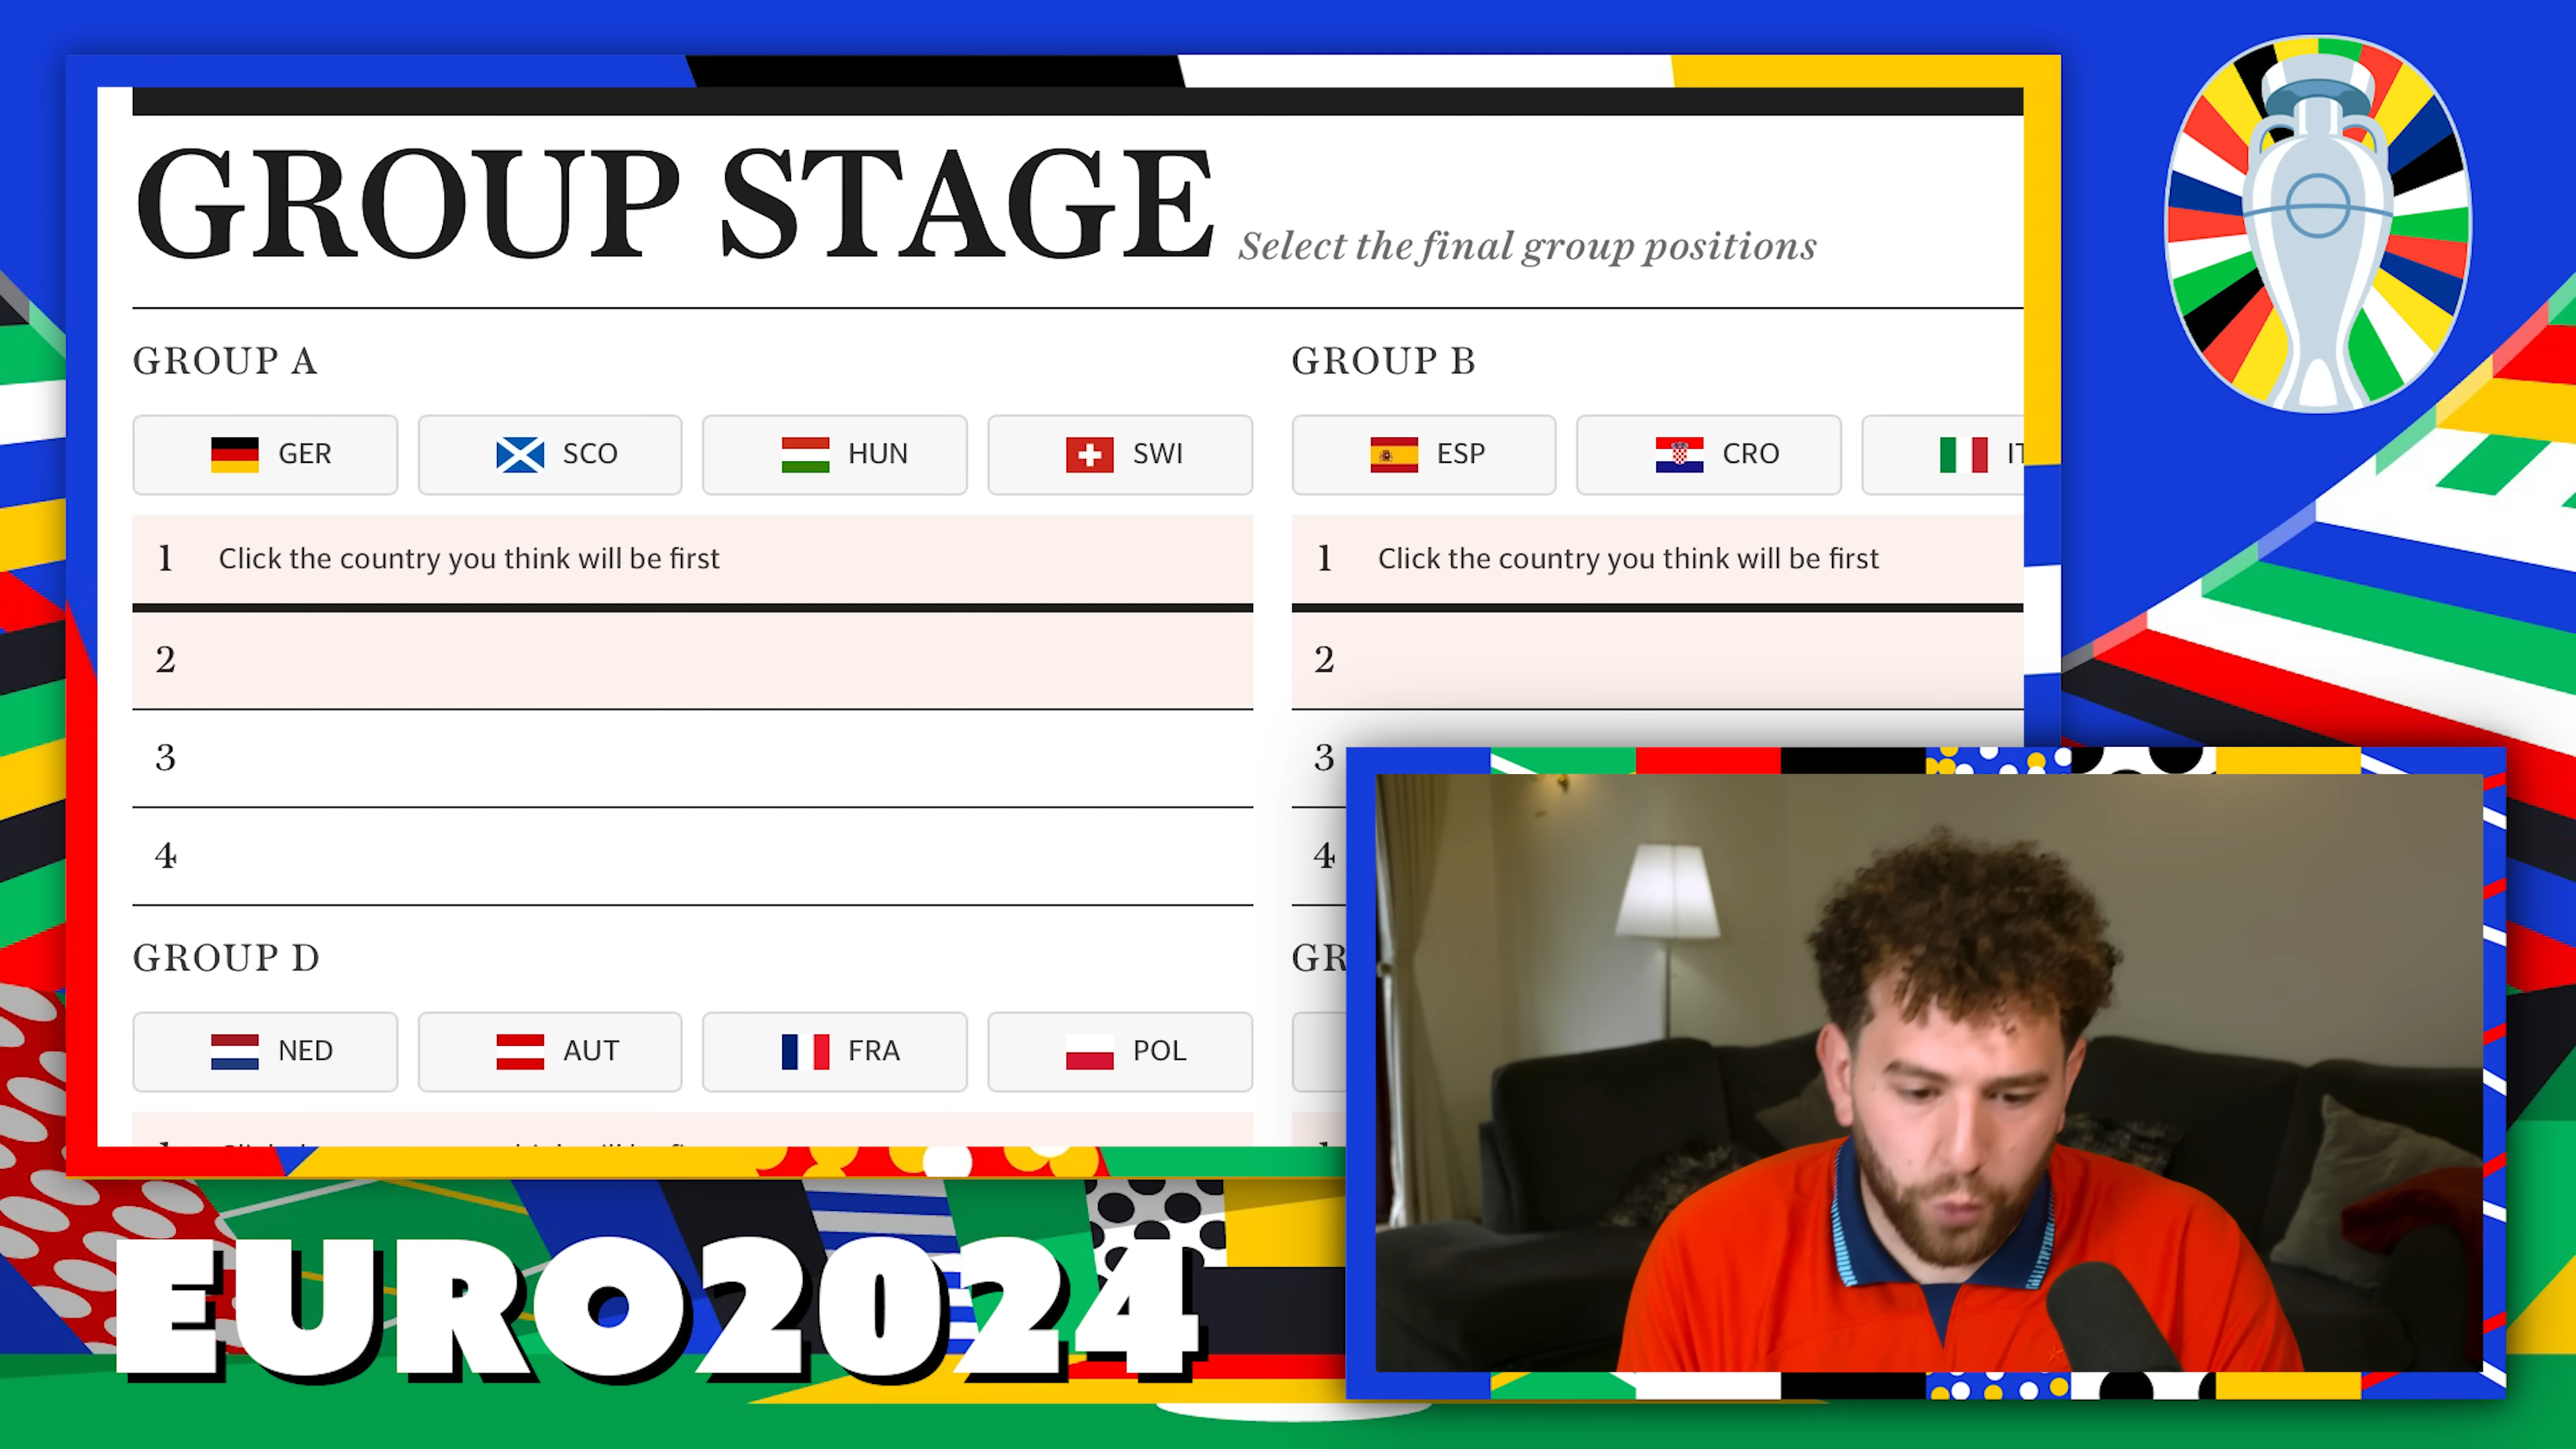 GROUP STAGE Select the final group positions
GROUP A
GER SCO HUN SWI
1 Click the country you think will be first
2
3
4
GROUP B
ESP CRO
1 Click the country you think will be first
2
3
4
GROUP D
NED AUT FRA POL
EURO2024